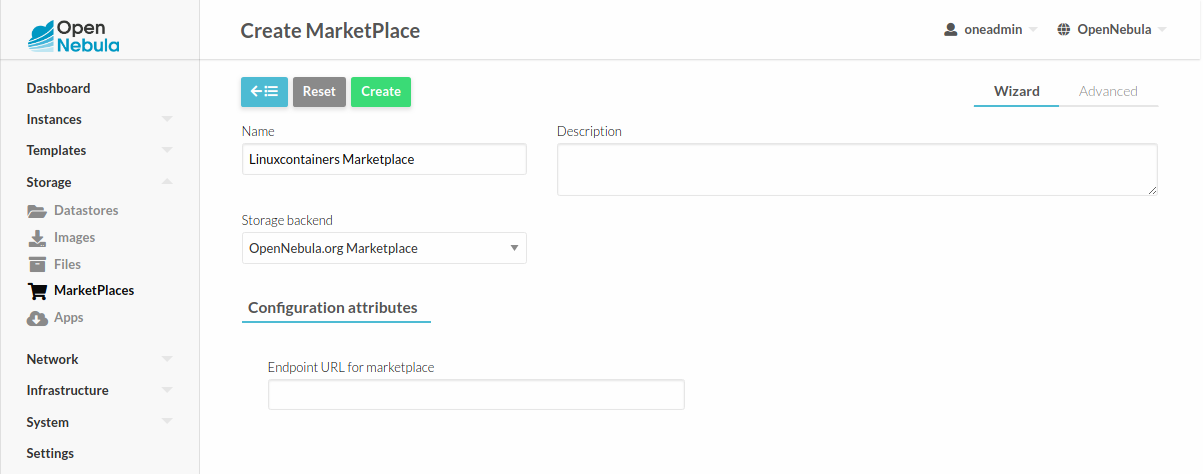 Open
Nebula
Create MarketPlace
oneadmin
OpenNebula
Dashboard
Instances
Templates
Storage
Datastores
Images
Files
MarketPlaces
Apps
Network
Infrastructure
System
Settings
Reset
Create
Wizard
Advanced
Name
Description
Linuxcontainers Marketplace
Storage backend
OpenNebula.org Marketplace
Configuration attributes
Endpoint URL for marketplace